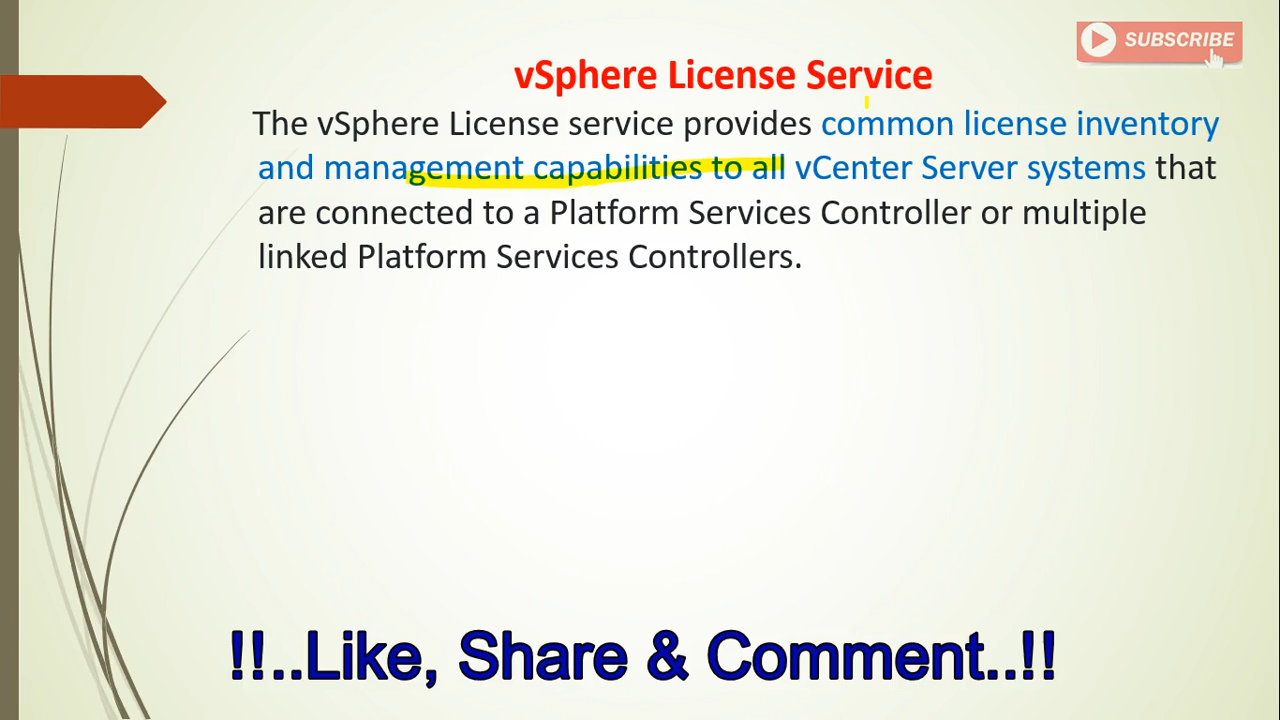 SUBSCRIBE
vSphere License Service
The vSphere License service provides common license inventory
and management capabilities to all vCenter Server systems that
are connected to a Platform Services Controller or multiple
linked Platform Services Controllers.
!!..Like, Share & Comment..!!